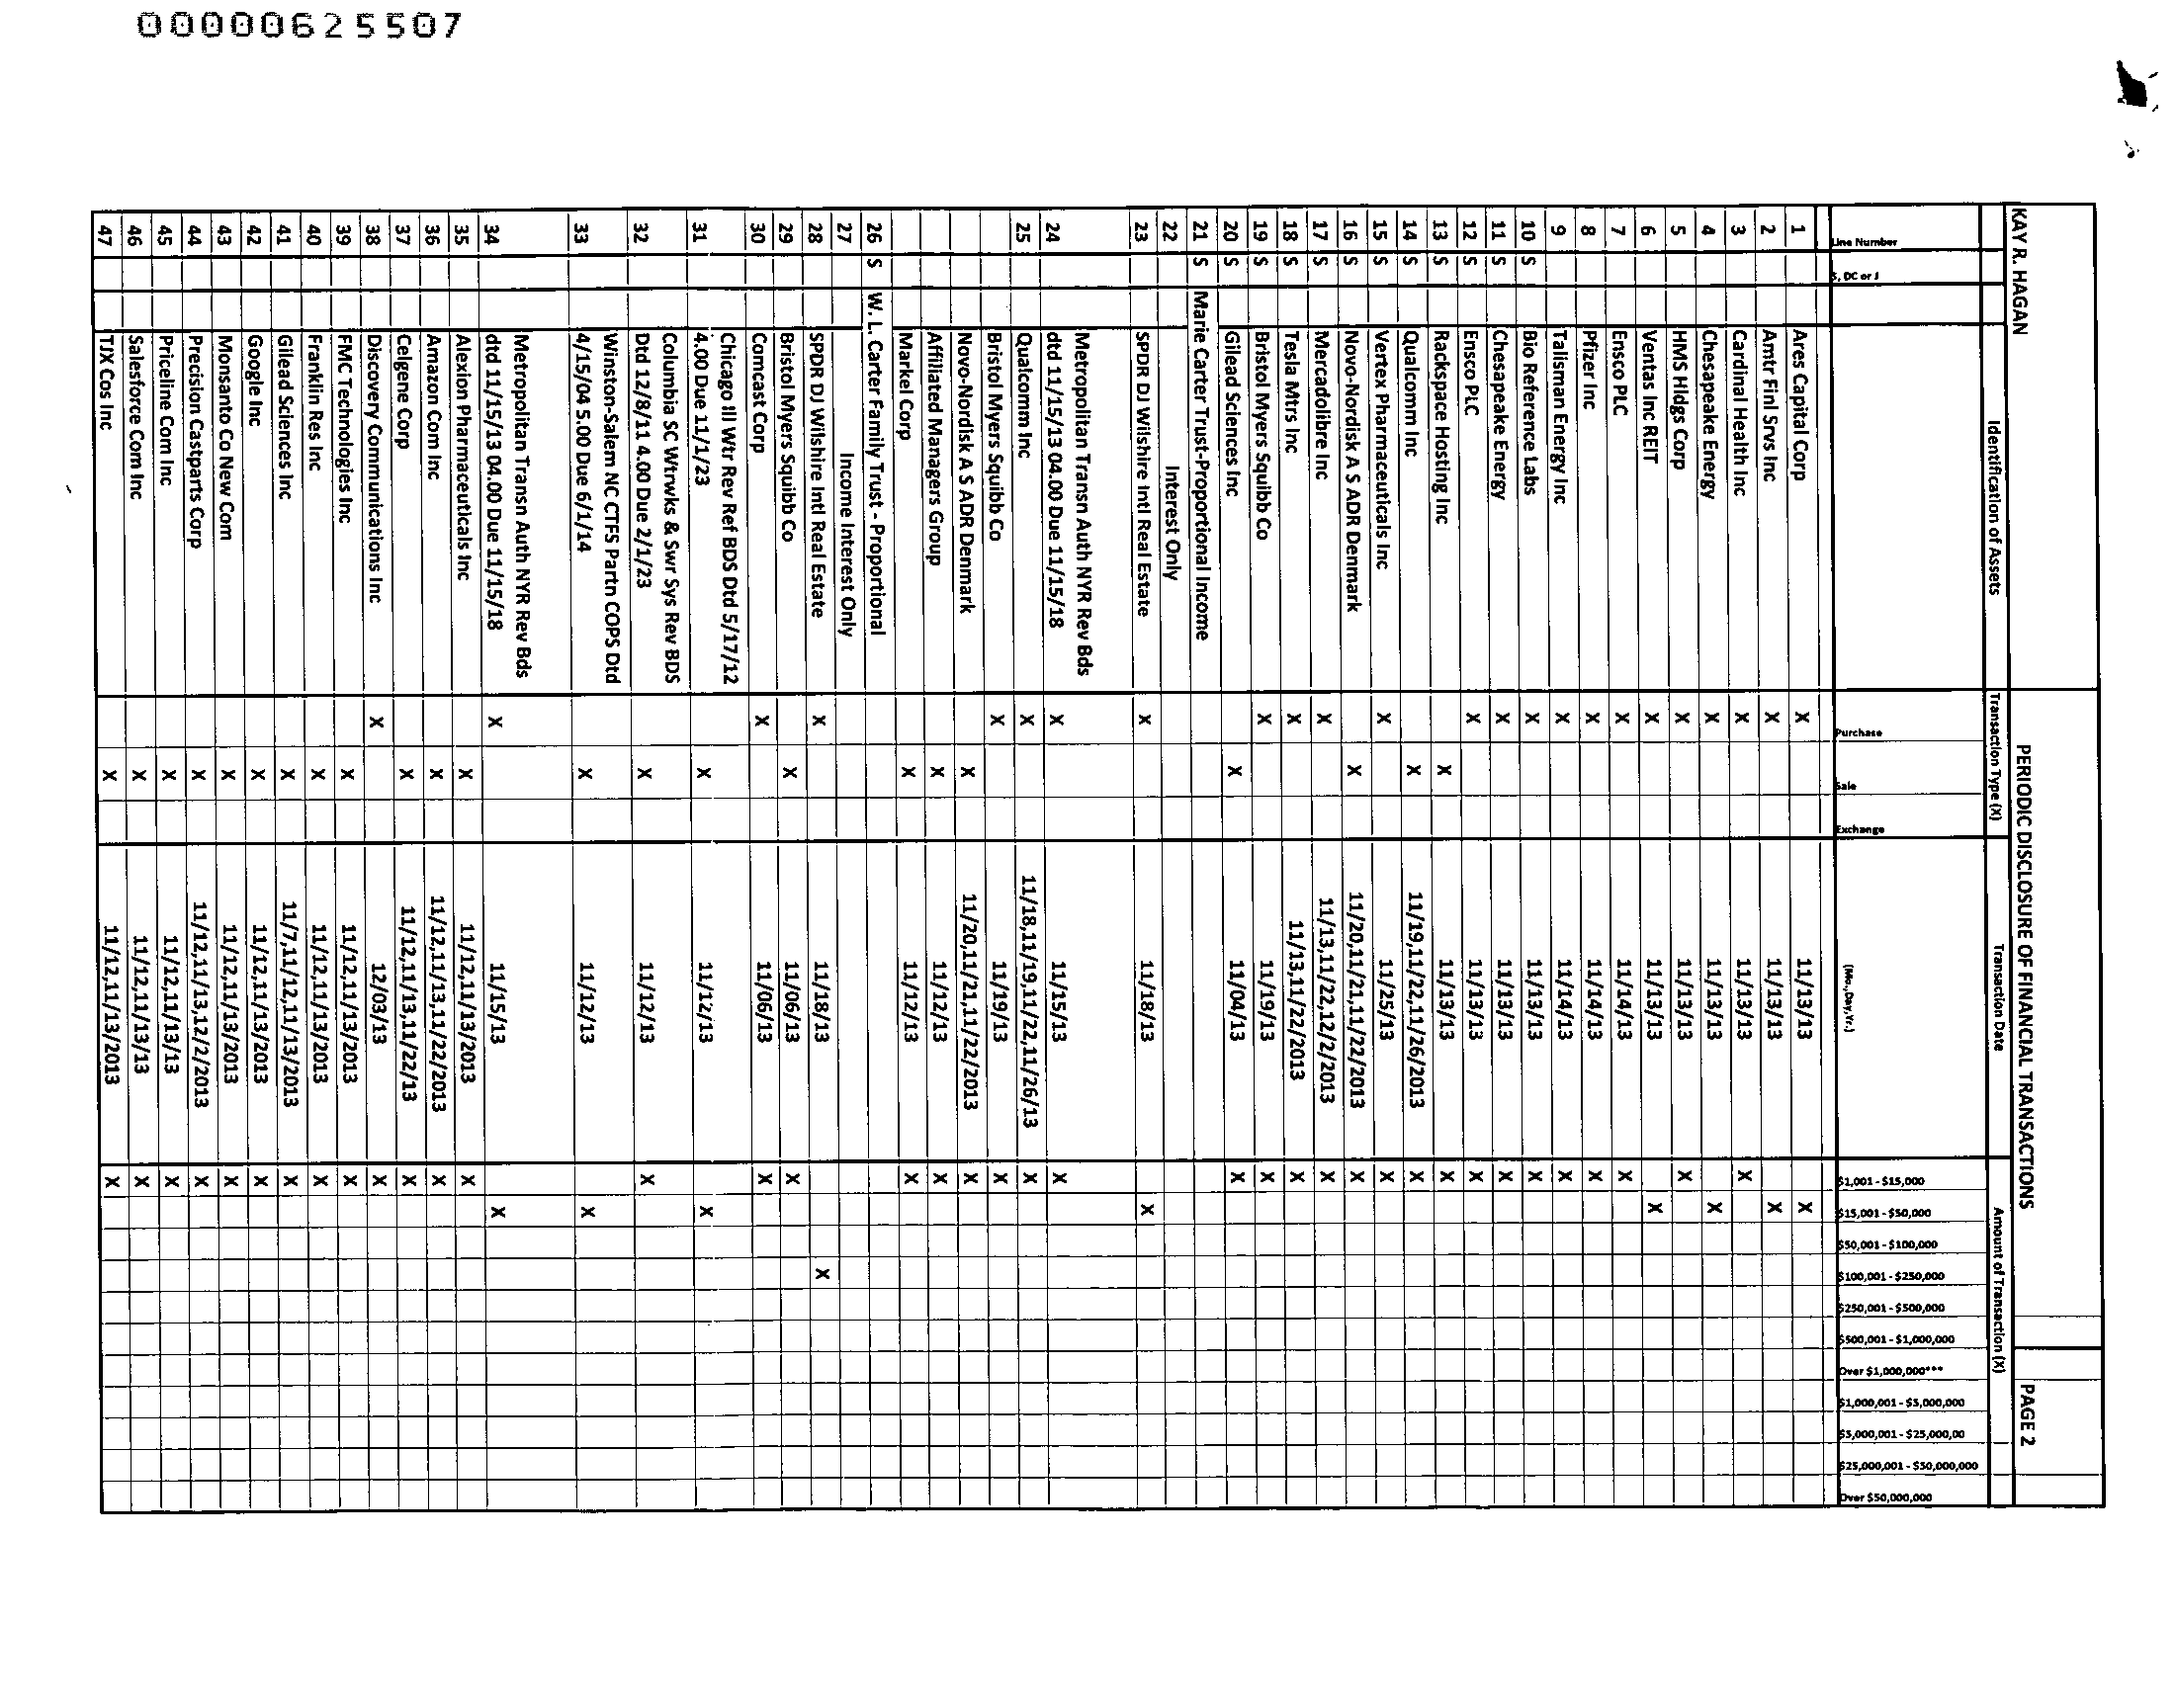 00000625507
KAY R. HAGAN PERIODIC DISCLOSURE OF FINANCIAL TRANSACTIONS PAGE 2
Identification of Assets Transaction Type (X) Transaction Date Amount of Transaction (X)
Line Number S, DC or J Purchase Sale Exchange (Mo., Day, Yr.) $1,001 - $15,000 $15,001 - $50,000 $50,001 - $100,000 $100,001 - $250,000 $250,001 - $500,000 $500,001 - $1,000,000 Over $1,000,000*** $1,000,001 - $5,000,000 $5,000,001 - $25,000,00 $25,000,001 - $50,000,000 Over $50,000,000
1 Ares Capital Corp X 11/13/13 X
2 Amtr Finl Srvs Inc X 11/13/13 X
3 Cardinal Health Inc X 11/13/13 X
4 Chesapeake Energy X 11/13/13 X
5 HMS Hldgs Corp X 11/13/13 X
6 Ventas Inc REIT X 11/13/13 X
7 Ensco PLC X 11/14/13 X
8 Pfizer Inc X 11/14/13 X
9 Talisman Energy Inc X 11/14/13 X
10 S Bio Reference Labs X 11/13/13 X
11 S Chesapeake Energy X 11/13/13 X
12 S Ensco PLC X 11/13/13 X
13 S Rackspace Hosting Inc X 11/13/13 X
14 S Qualcomm Inc X 11/19,11/22,11/26/2013 X
15 S Vertex Pharmaceuticals Inc X 11/25/13 X
16 S Novo-Nordisk A S ADR Denmark X 11/20,11/21,11/22/2013 X
17 S Mercadolibre Inc X 11/13,11/22,12/2/2013 X
18 S Tesla Mtrs Inc X 11/13,11/22/2013 X
19 S Bristol Myers Squibb Co X 11/19/13 X
20 S Gilead Sciences Inc X 11/04/13 X
21 S Marie Carter Trust-Proportional Income
22 Interest Only
23 SPDR DJ Wilshire Intl Real Estate X 11/18/13 X
Metropolitan Transn Auth NYR Rev Bds
24 dtd 11/15/13 04.00 Due 11/15/18 X 11/15/13 X
25 Qualcomm Inc X 11/18,11/19,11/22,11/26/13 X
Bristol Myers Squibb Co X 11/19/13 X
Novo-Nordisk A S ADR Denmark X 11/20,11/21,11/22/2013 X
Affiliated Managers Group X 11/12/13 X
Markel Corp X 11/12/13 X
26 S W. L. Carter Family Trust - Proportional
27 Income Interest Only
28 SPDR DJ Wilshire Intl Real Estate X 11/18/13 X
29 Bristol Myers Squibb Co X 11/06/13 X
30 Comcast Corp X 11/06/13 X
Chicago Ill Wtr Rev Ref BDS Dtd 5/17/12
31 4.00 Due 11/1/23 X 11/12/13 X
Columbia SC Wtrwks & Swr Sys Rev BDS
32 Dtd 12/8/11 4.00 Due 2/1/23 X 11/12/13 X
Winston-Salem NC CTFS Partn COPS Dtd
33 4/15/04 5.00 Due 6/1/14 X 11/12/13 X
Metropolitan Transn Auth NYR Rev Bds
34 dtd 11/15/13 04.00 Due 11/15/18 X 11/15/13 X
35 Alexion Pharmaceuticals Inc X 11/12,11/13/2013 X
36 Amazon Com Inc X 11/12,11/13,11/22/2013 X
37 Celgene Corp X 11/12,11/13,11/22/13 X
38 Discovery Communications Inc X 12/03/13 X
39 FMC Technologies Inc X 11/12,11/13/2013 X
40 Franklin Res Inc X 11/12,11/13/2013 X
41 Gilead Sciences Inc X 11/7,11/12,11/13/2013 X
42 Google Inc X 11/12,11/13/2013 X
43 Monsanto Co New Com X 11/12,11/13/2013 X
44 Precision Castparts Corp X 11/12,11/13,12/2/2013 X
45 Priceline Com Inc X 11/12,11/13/13 X
46 Salesforce Com Inc X 11/12,11/13/13 X
47 TJX Cos Inc X 11/12,11/13/2013 X